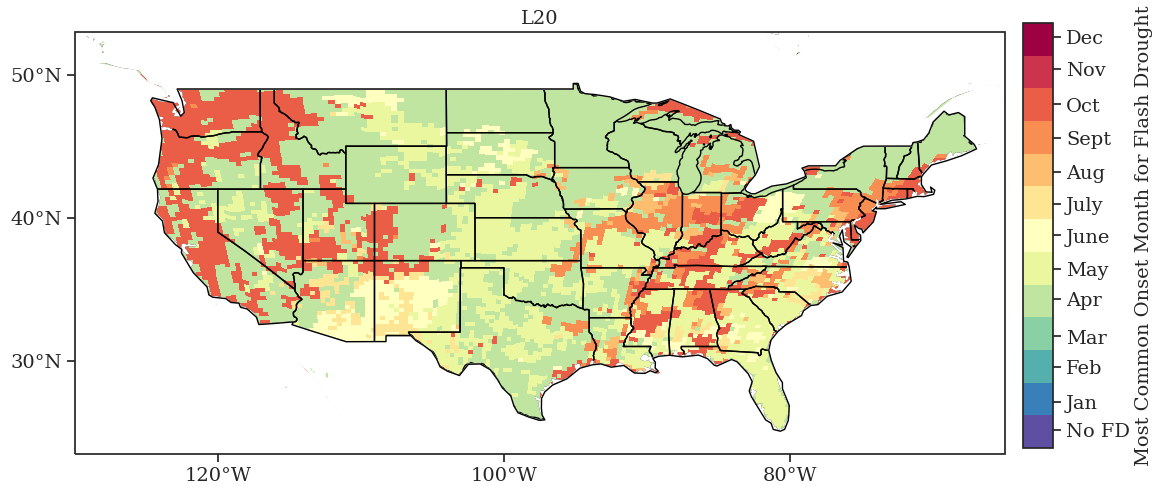 L20
50°N
40°N
30°N
120°W
100°W
80°W
Dec
Nov
Oct
Sept
Aug
July
June
May
Apr
Mar
Feb
Jan
No FD
Most Common Onset Month for Flash Drought